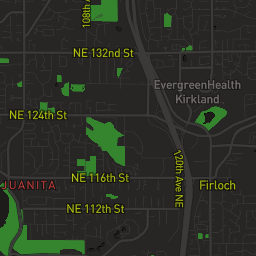 108th A
NE 132nd St
EvergreenHealth
Kirkland
NE 124th St
120th Ave NE
JUANITA
NE 116th St
Firloch
NE 112th St